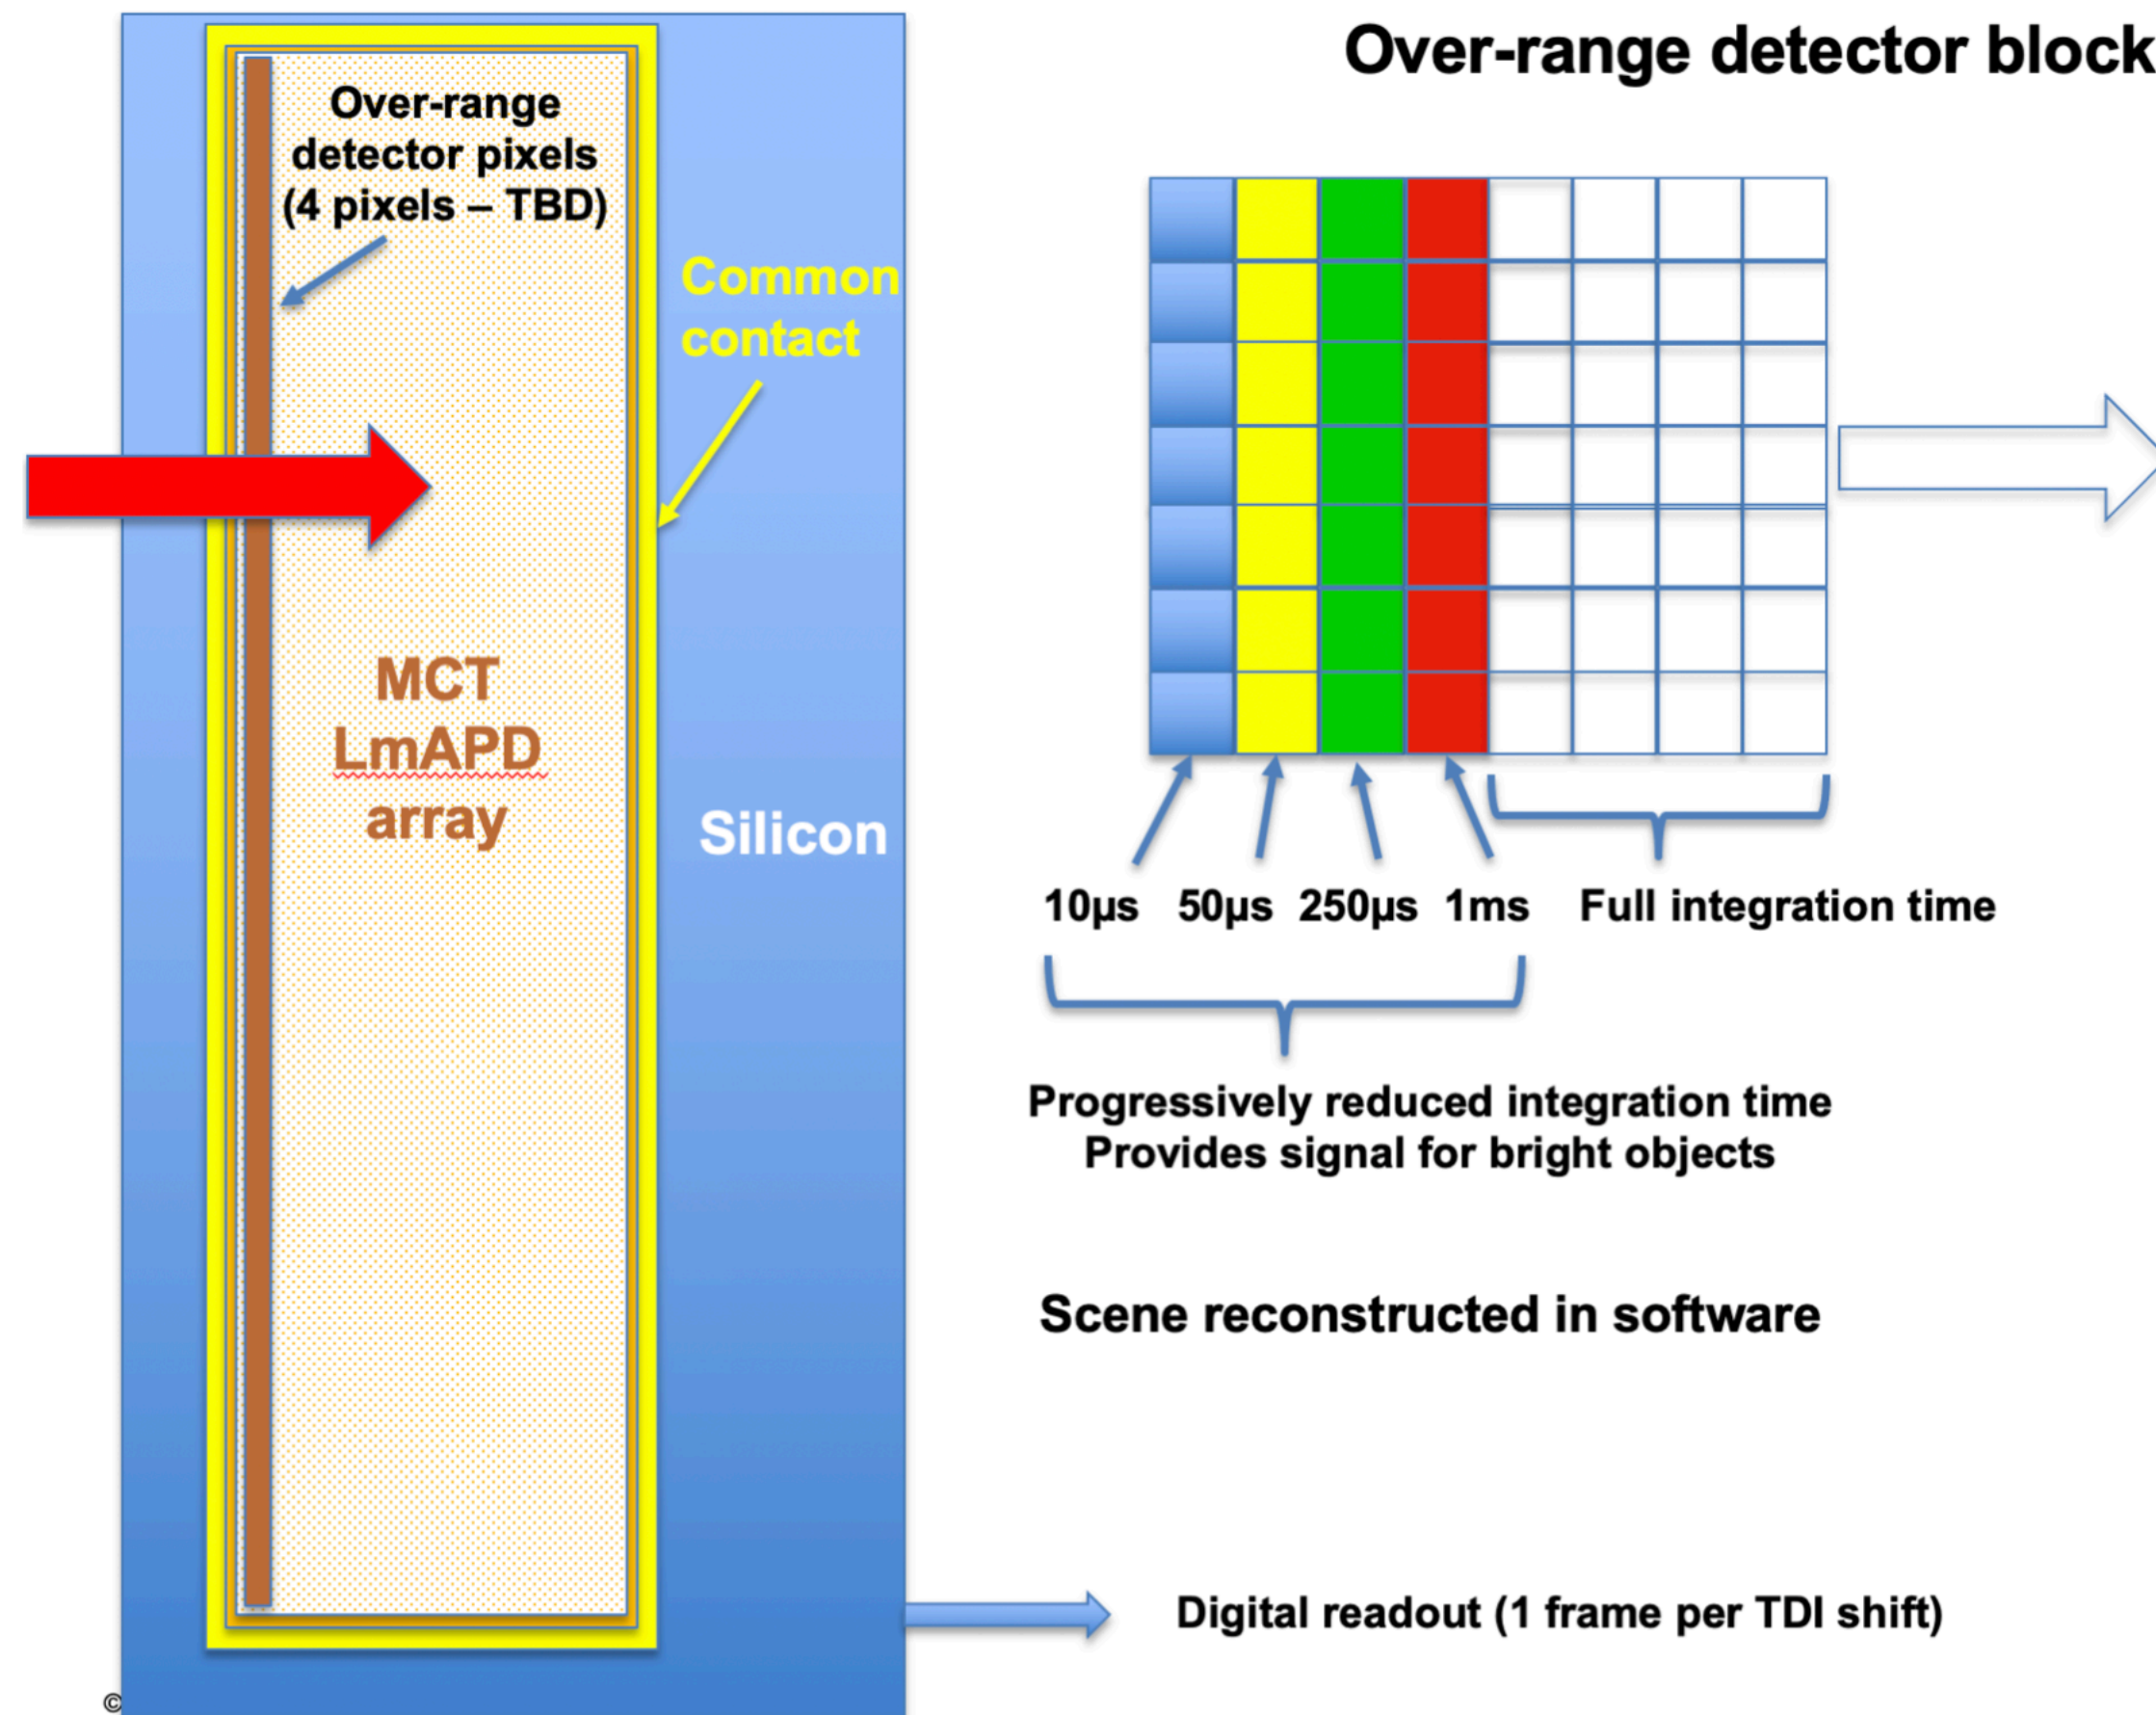 Over-range detector block
Over-range
detector pixels
(4 pixels – TBD)
Common
contact
MCT
LmAPD
array
Silicon
10µs 50µs 250µs 1ms Full integration time
Progressively reduced integration time
Provides signal for bright objects
Scene reconstructed in software
Digital readout (1 frame per TDI shift)
©